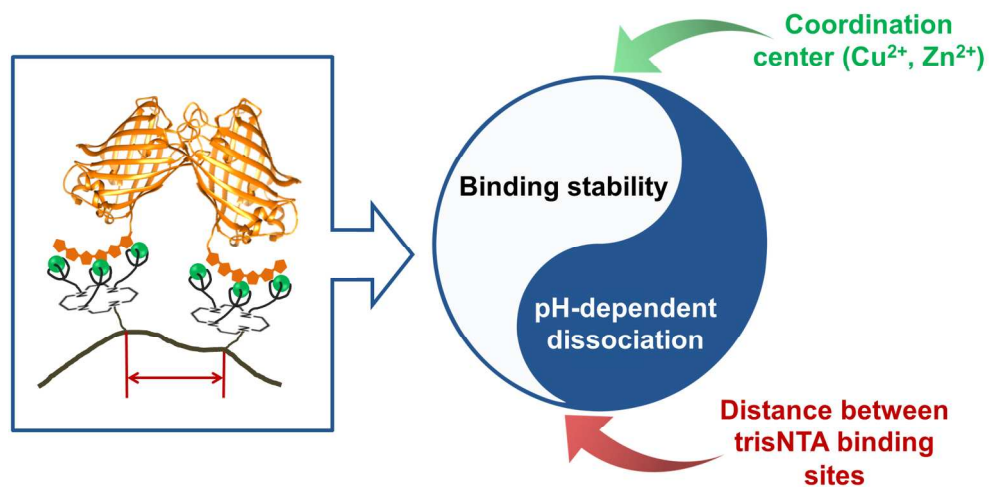 Coordination
center (Cu²⁺, Zn²⁺)
Binding stability
pH-dependent
dissociation
Distance between
trisNTA binding
sites